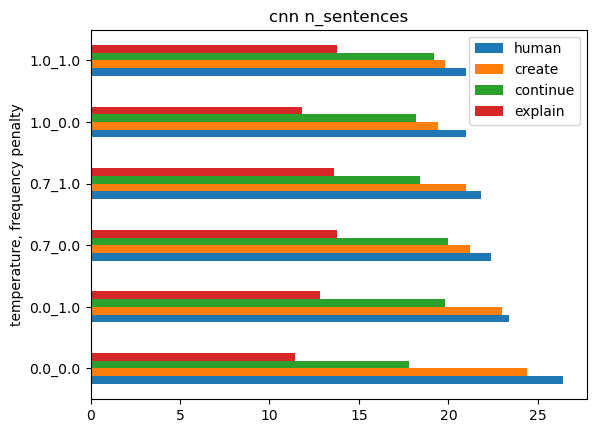 cnn n_sentences
human
create
continue
explain
temperature, frequency penalty
1.0_1.0
1.0_0.0
0.7_1.0
0.7_0.0
0.0_1.0
0.0_0.0
0 5 10 15 20 25